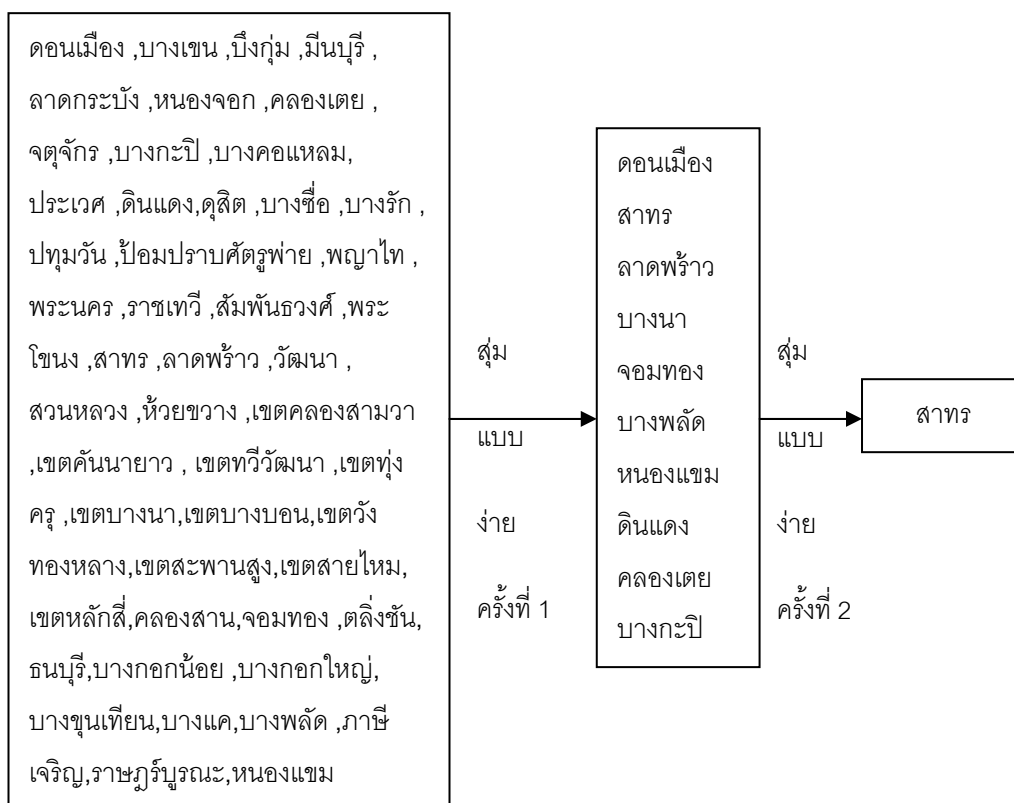 ดอนเมือง ,บางเขน ,บึงกุ่ม ,มีนบุรี ,
ลาดกระบัง ,หนองจอก ,คลองเตย ,
จตุจักร ,บางกะปิ ,บางคอแหลม,
ประเวศ ,ดินแดง,ดุสิต ,บางซื่อ ,บางรัก ,
ปทุมวัน ,ป้อมปราบศัตรูพ่าย ,พญาไท ,
พระนคร ,ราชเทวี ,สัมพันธวงศ์ ,พระ
โขนง ,สาทร ,ลาดพร้าว ,วัฒนา ,
สวนหลวง ,ห้วยขวาง ,เขตคลองสามวา
,เขตคันนายาว , เขตทวีวัฒนา ,เขตทุ่ง
ครุ ,เขตบางนา,เขตบางบอน,เขตวัง
ทองหลาง,เขตสะพานสูง,เขตสายไหม,
เขตหลักสี่,คลองสาน,จอมทอง ,ตลิ่งชัน,
ธนบุรี,บางกอกน้อย ,บางกอกใหญ่,
บางขุนเทียน,บางแค,บางพลัด ,ภาษี
เจริญ,ราษฎร์บูรณะ,หนองแขม
สุ่ม
แบบ
ง่าย
ครั้งที่ 1
ดอนเมือง
สาทร
ลาดพร้าว
บางนา
จอมทอง
บางพลัด
หนองแขม
ดินแดง
คลองเตย
บางกะปิ
สุ่ม
แบบ
ง่าย
ครั้งที่ 2
สาทร